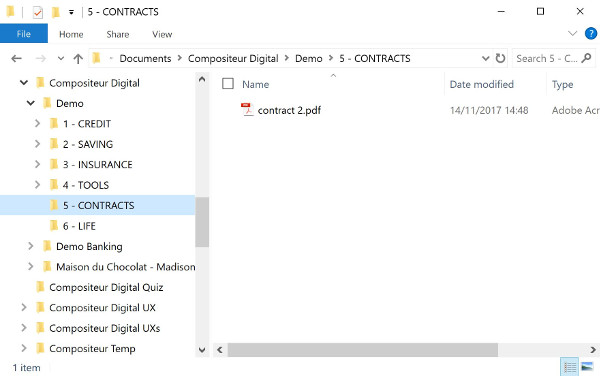 5 - CONTRACTS
File Home Share View
Documents Compositeur Digital Demo 5 - CONTRACTS Search 5 - C...
Compositeur Digital
Demo
1 - CREDIT
2 - SAVING
3 - INSURANCE
4 - TOOLS
5 - CONTRACTS
6 - LIFE
Demo Banking
Maison du Chocolat - Madison
Compositeur Digital Quiz
Compositeur Digital UX
Compositeur Digital UXs
Compositeur Temp
Name Date modified Type
contract 2.pdf 14/11/2017 14:48 Adobe Acr
1 item